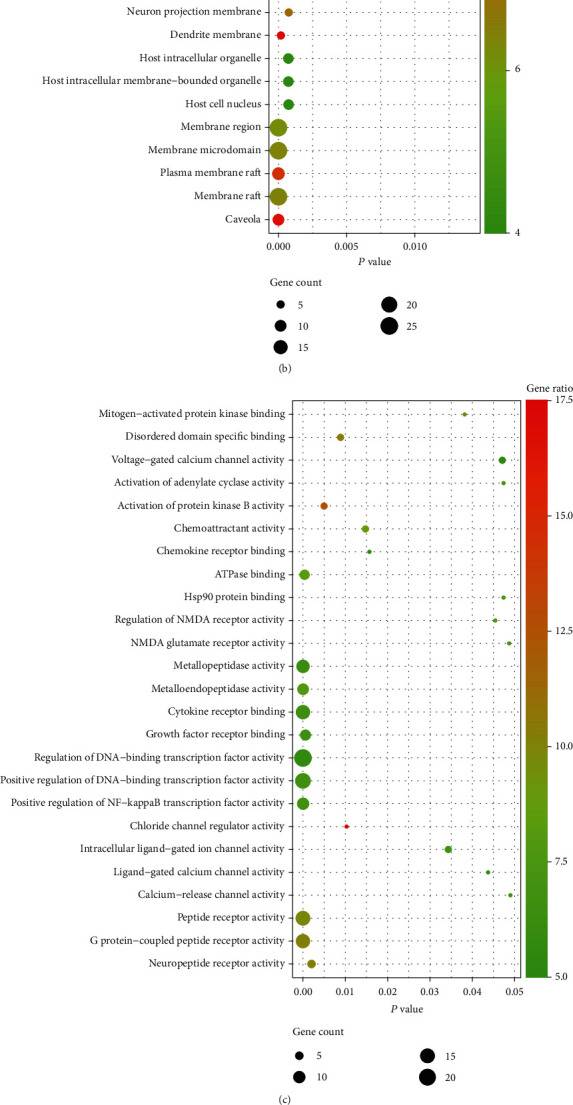 Neuron projection membrane
Dendrite membrane
Host intracellular organelle
Host intracellular membrane−bounded organelle
Host cell nucleus
Membrane region
Membrane microdomain
Plasma membrane raft
Membrane raft
Caveola
6
4
0.000 0.005 0.010
P value
Gene count
5 20
10 25
15
(b)
Gene ratio
17.5
15.0
12.5
10.0
7.5
5.0
Mitogen−activated protein kinase binding
Disordered domain specific binding
Voltage−gated calcium channel activity
Activation of adenylate cyclase activity
Activation of protein kinase B activity
Chemoattractant activity
Chemokine receptor binding
ATPase binding
Hsp90 protein binding
Regulation of NMDA receptor activity
NMDA glutamate receptor activity
Metallopeptidase activity
Metalloendopeptidase activity
Cytokine receptor binding
Growth factor receptor binding
Regulation of DNA−binding transcription factor activity
Positive regulation of DNA−binding transcription factor activity
Positive regulation of NF−kappaB transcription factor activity
Chloride channel regulator activity
Intracellular ligand−gated ion channel activity
Ligand−gated calcium channel activity
Calcium−release channel activity
Peptide receptor activity
G protein−coupled peptide receptor activity
Neuropeptide receptor activity
0.00 0.01 0.02 0.03 0.04 0.05
P value
Gene count
5 15
10 20
(c)